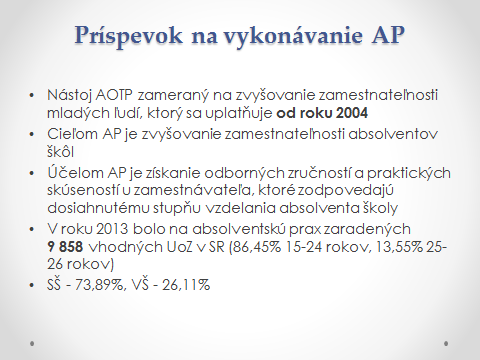 Príspevok na vykonávanie AP
• Nástoj AOTP zameraný na zvyšovanie zamestnateľnosti
mladých ľudí, ktorý sa uplatňuje od roku 2004
• Cieľom AP je zvyšovanie zamestnateľnosti absolventov
škôl
• Účelom AP je získanie odborných zručností a praktických
skúseností u zamestnávateľa, ktoré zodpovedajú
dosiahnutému stupňu vzdelania absolventa školy
• V roku 2013 bolo na absolventskú prax zaradených
9 858 vhodných UoZ v SR (86,45% 15-24 rokov, 13,55% 25-
26 rokov)
• SŠ - 73,89%, VŠ - 26,11%